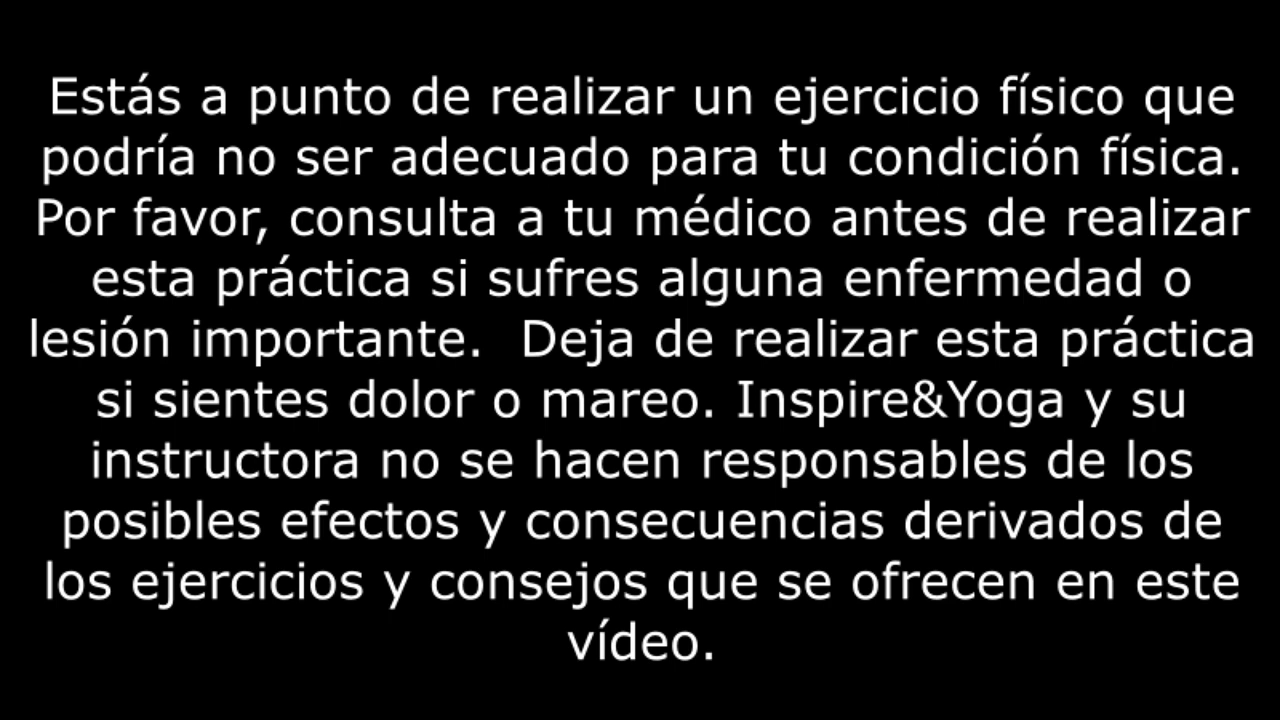 Estás a punto de realizar un ejercicio físico que
podría no ser adecuado para tu condición física.
Por favor, consulta a tu médico antes de realizar
esta práctica si sufres alguna enfermedad o
lesión importante.  Deja de realizar esta práctica
si sientes dolor o mareo. Inspire&Yoga y su
instructora no se hacen responsables de los
posibles efectos y consecuencias derivados de
los ejercicios y consejos que se ofrecen en este
vídeo.